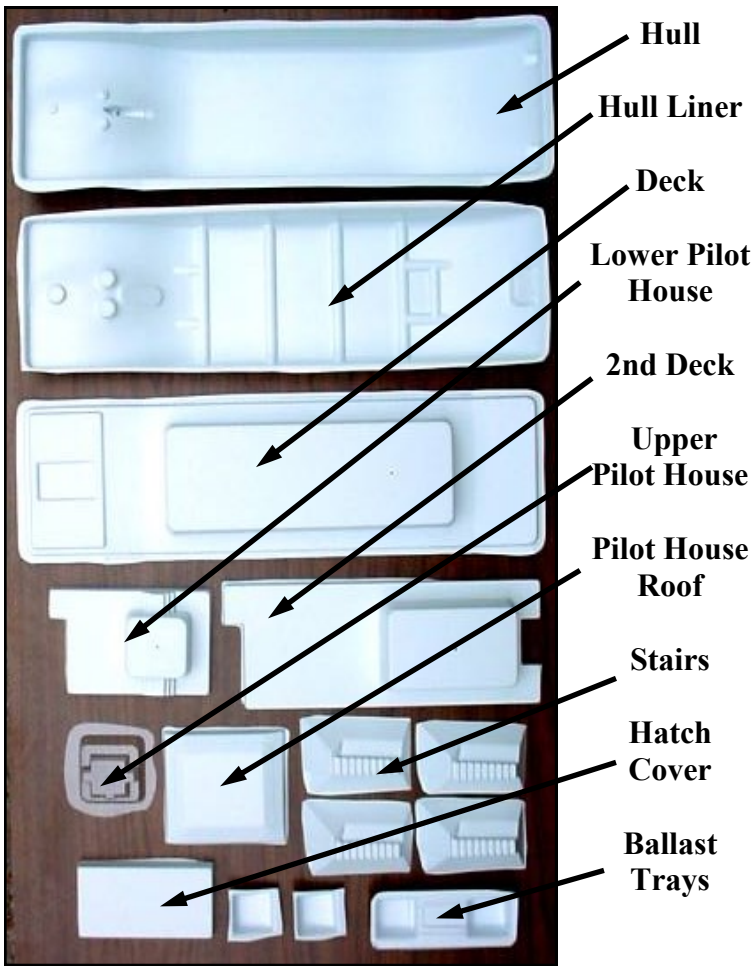 Hull
Hull Liner
Deck
Lower Pilot
House
2nd Deck
Upper
Pilot House
Pilot House
Roof
Stairs
Hatch
Cover
Ballast
Trays